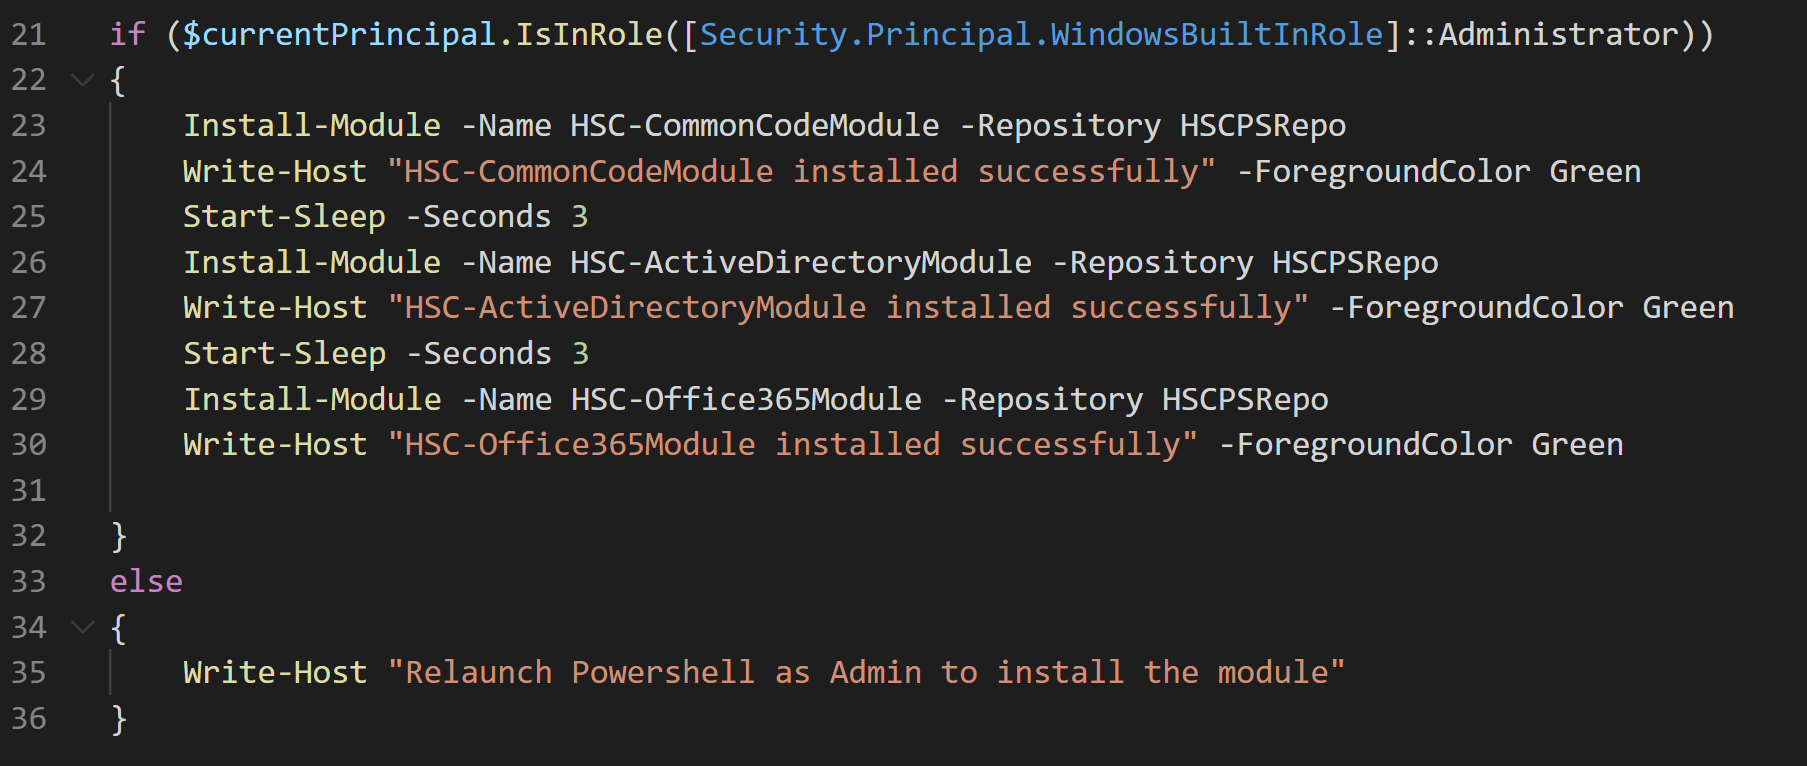 21 if ($currentPrincipal.IsInRole([Security.Principal.WindowsBuiltInRole]::Administrator))
22 {
23     Install-Module -Name HSC-CommonCodeModule -Repository HSCPSRepo
24     Write-Host "HSC-CommonCodeModule installed successfully" -ForegroundColor Green
25     Start-Sleep -Seconds 3
26     Install-Module -Name HSC-ActiveDirectoryModule -Repository HSCPSRepo
27     Write-Host "HSC-ActiveDirectoryModule installed successfully" -ForegroundColor Green
28     Start-Sleep -Seconds 3
29     Install-Module -Name HSC-Office365Module -Repository HSCPSRepo
30     Write-Host "HSC-Office365Module installed successfully" -ForegroundColor Green
31
32 }
33 else
34 {
35     Write-Host "Relaunch Powershell as Admin to install the module"
36 }